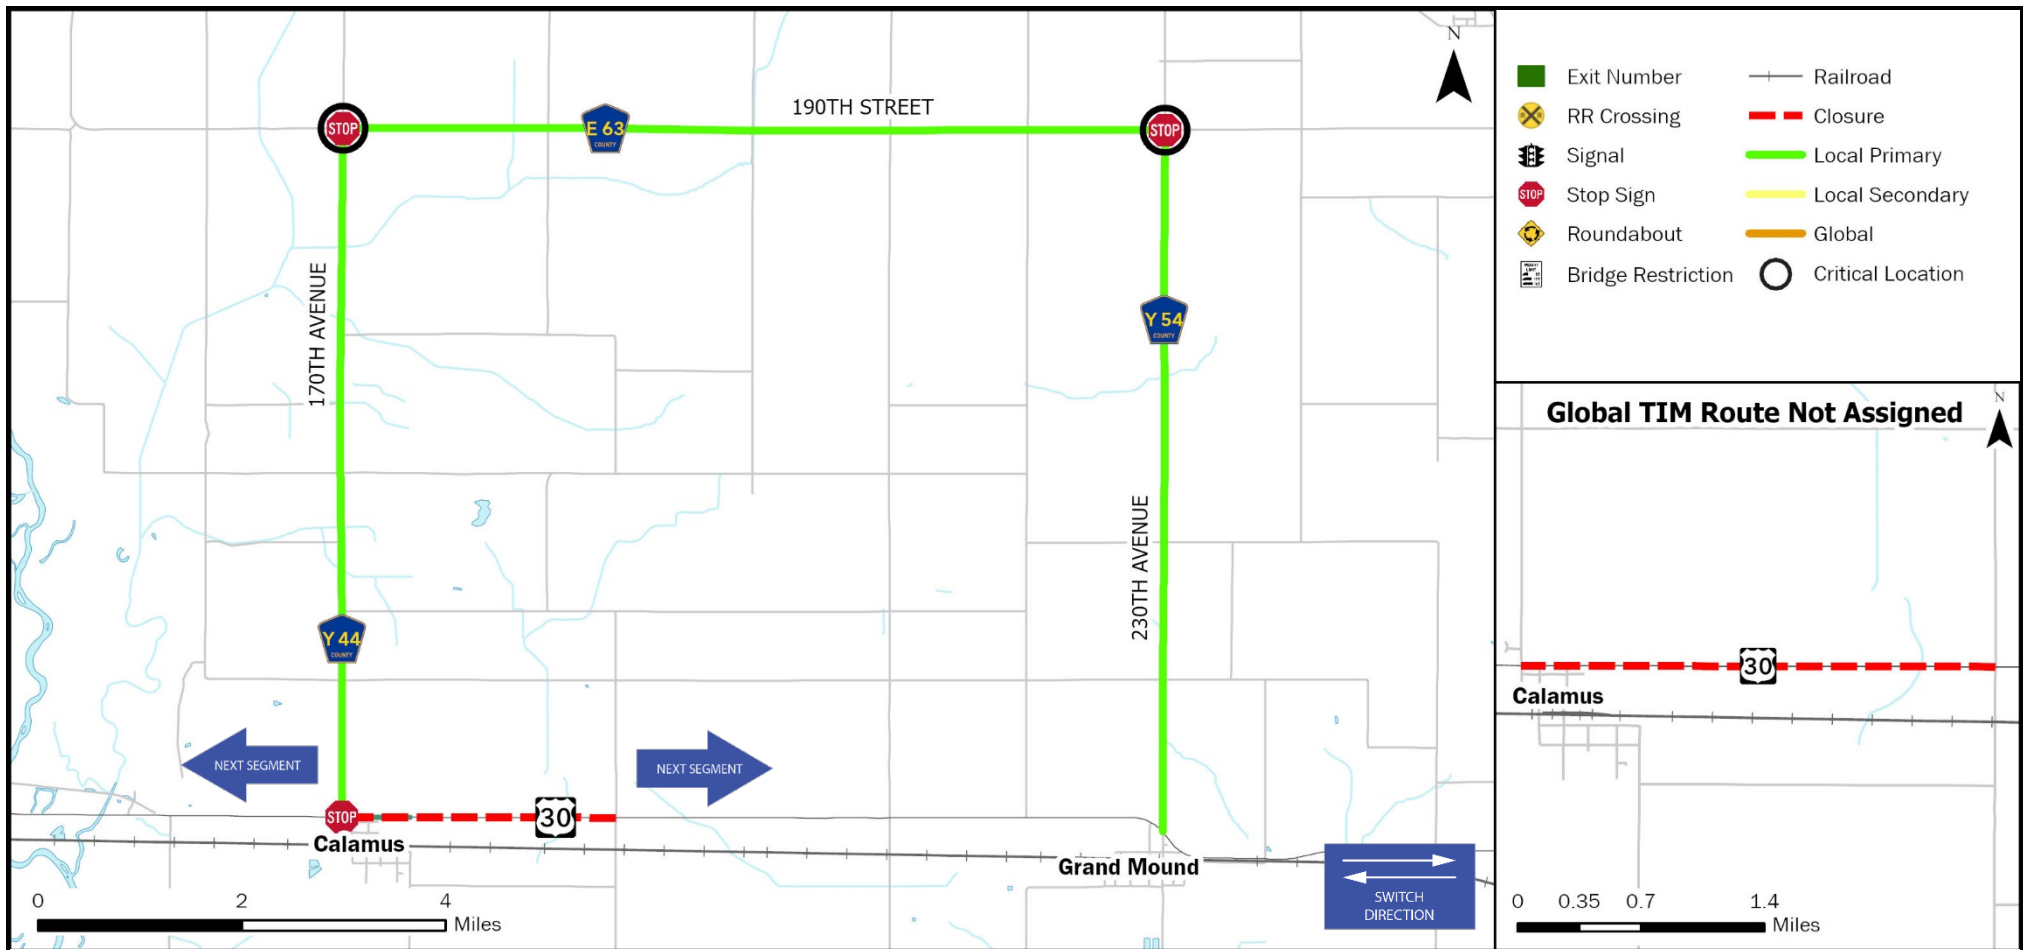 190TH STREET
STOP
E 63
COUNTY
STOP
N
170TH AVENUE
Y 54
COUNTY
230TH AVENUE
Y 44
COUNTY
NEXT SEGMENT
NEXT SEGMENT
STOP
30
Calamus
Grand Mound
SWITCH
DIRECTION
0 2 4
Miles
Exit Number
RR Crossing
Signal
STOP
Stop Sign
Roundabout
Bridge Restriction
Railroad
Closure
Local Primary
Local Secondary
Global
Critical Location
Global TIM Route Not Assigned
N
30
Calamus
0 0.35 0.7 1.4
Miles